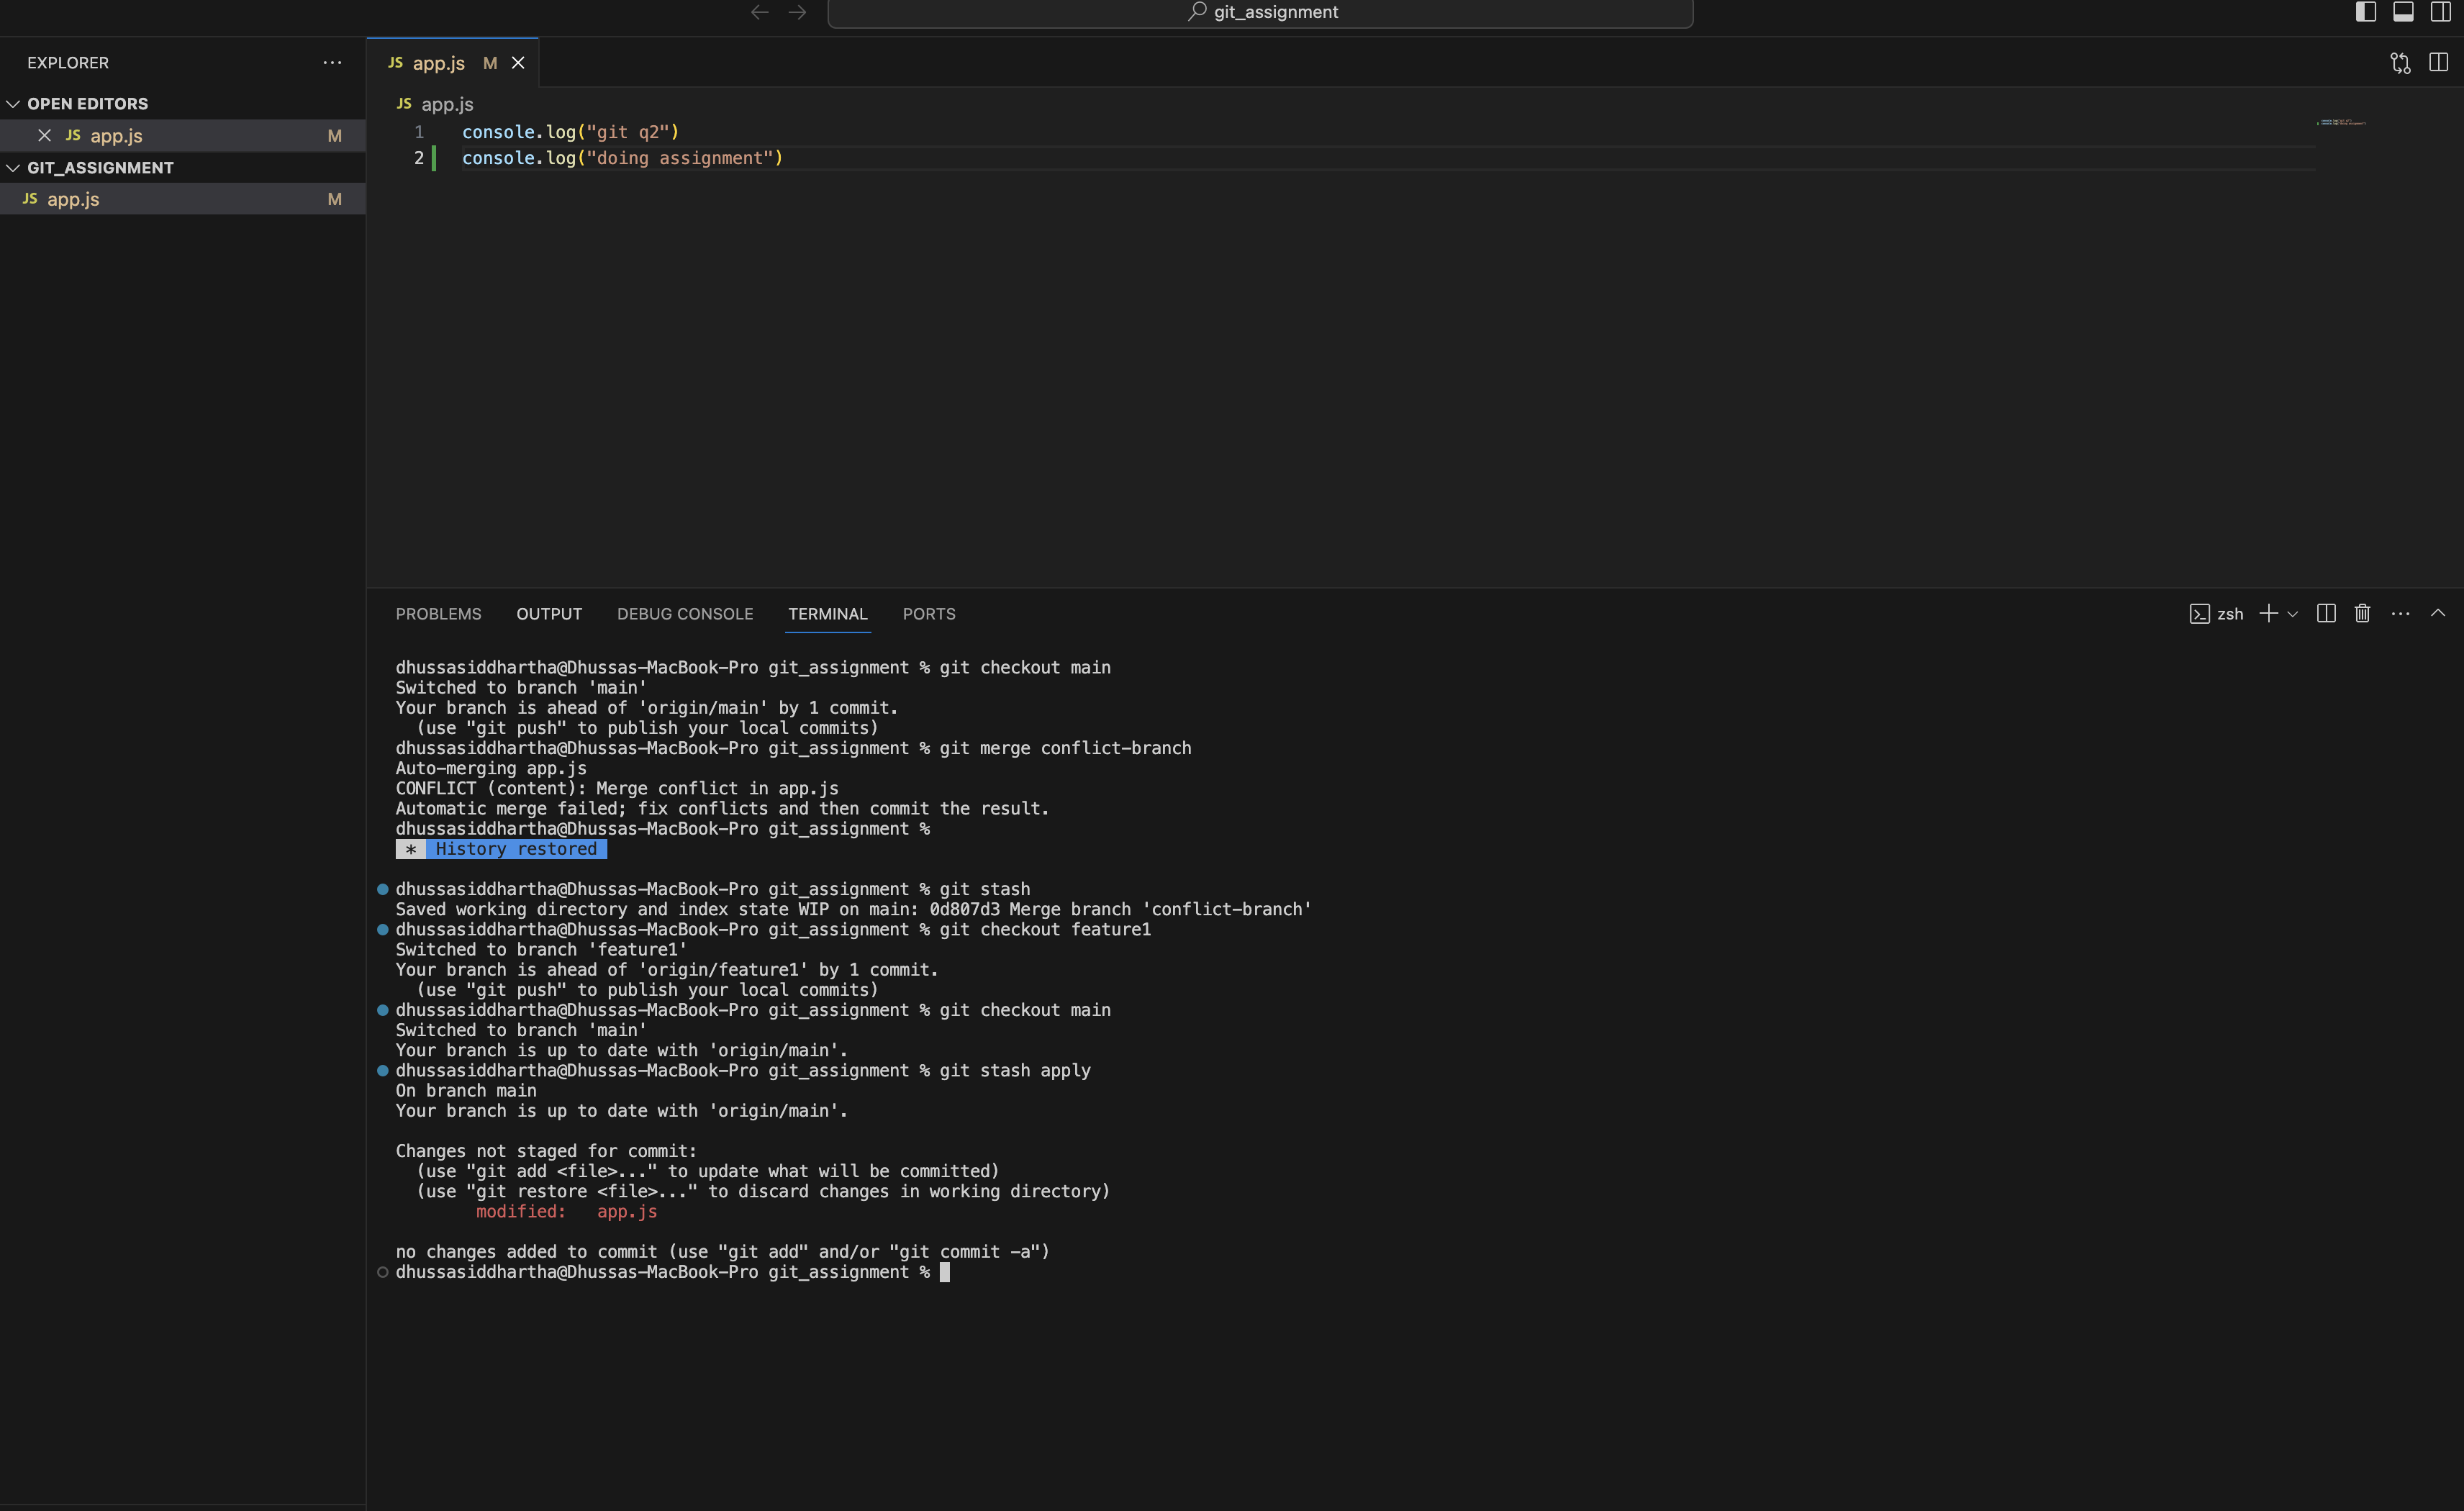 git_assignment
EXPLORER
OPEN EDITORS
JS app.js M
GIT_ASSIGNMENT
JS app.js M
JS app.js M
JS app.js
1 console.log("git q2")
2 console.log("doing assignment")
PROBLEMS OUTPUT DEBUG CONSOLE TERMINAL PORTS
zsh
dhussasiddhartha@Dhussas-MacBook-Pro git_assignment % git checkout main
Switched to branch 'main'
Your branch is ahead of 'origin/main' by 1 commit.
(use "git push" to publish your local commits)
dhussasiddhartha@Dhussas-MacBook-Pro git_assignment % git merge conflict-branch
Auto-merging app.js
CONFLICT (content): Merge conflict in app.js
Automatic merge failed; fix conflicts and then commit the result.
dhussasiddhartha@Dhussas-MacBook-Pro git_assignment %
* History restored
dhussasiddhartha@Dhussas-MacBook-Pro git_assignment % git stash
Saved working directory and index state WIP on main: 0d807d3 Merge branch 'conflict-branch'
dhussasiddhartha@Dhussas-MacBook-Pro git_assignment % git checkout feature1
Switched to branch 'feature1'
Your branch is ahead of 'origin/feature1' by 1 commit.
(use "git push" to publish your local commits)
dhussasiddhartha@Dhussas-MacBook-Pro git_assignment % git checkout main
Switched to branch 'main'
Your branch is up to date with 'origin/main'.
dhussasiddhartha@Dhussas-MacBook-Pro git_assignment % git stash apply
On branch main
Your branch is up to date with 'origin/main'.
Changes not staged for commit:
(use "git add <file>..." to update what will be committed)
(use "git restore <file>..." to discard changes in working directory)
modified: app.js
no changes added to commit (use "git add" and/or "git commit -a")
dhussasiddhartha@Dhussas-MacBook-Pro git_assignment %